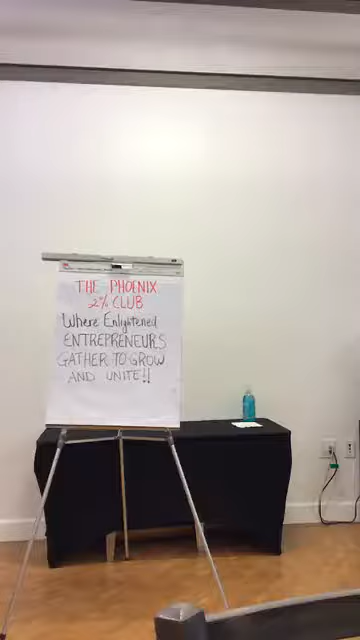 THE PHOENIX
2% CLUB
Where Enlightened
ENTREPRENEURS
GATHER TO GROW
AND UNITE!!